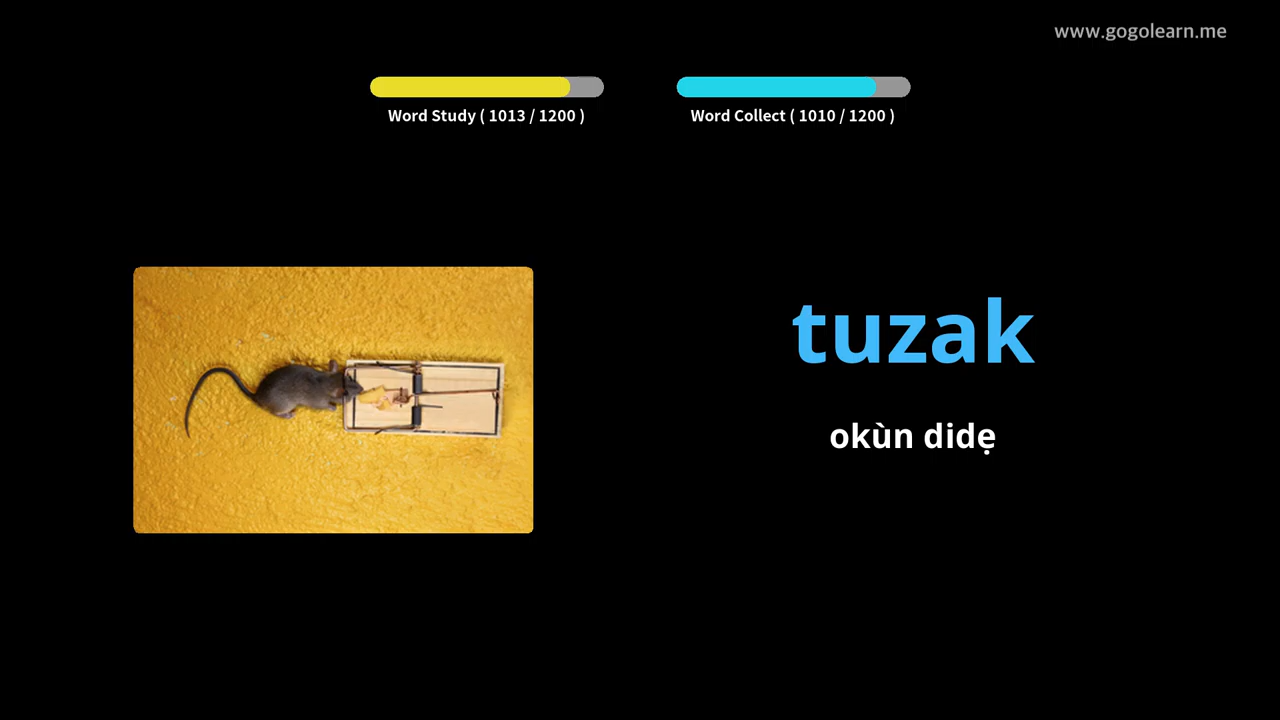 www.gogolearn.me
Word Study ( 1013 / 1200 )
Word Collect ( 1010 / 1200 )
tuzak
okùn didẹ